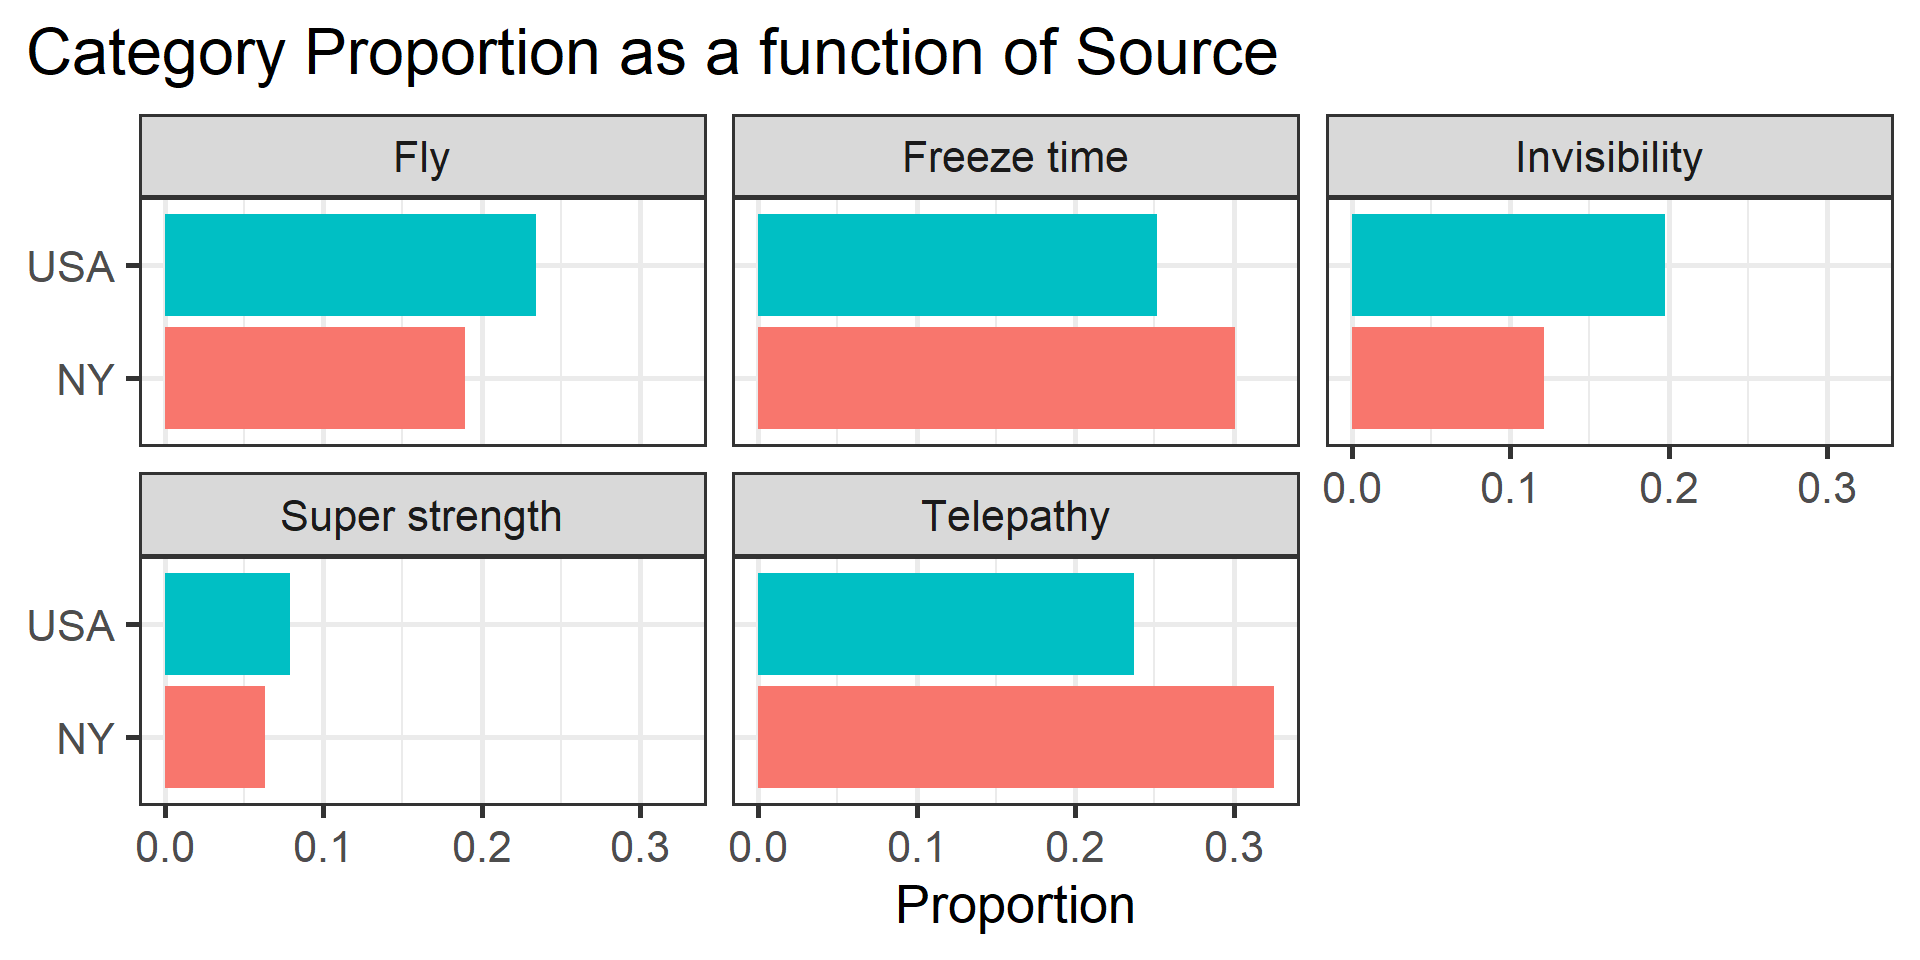 Category Proportion as a function of Source
Fly
Freeze time
Invisibility
USA
NY
0.0 0.1 0.2 0.3
Super strength
Telepathy
USA
NY
0.0 0.1 0.2 0.3
0.0 0.1 0.2 0.3
Proportion